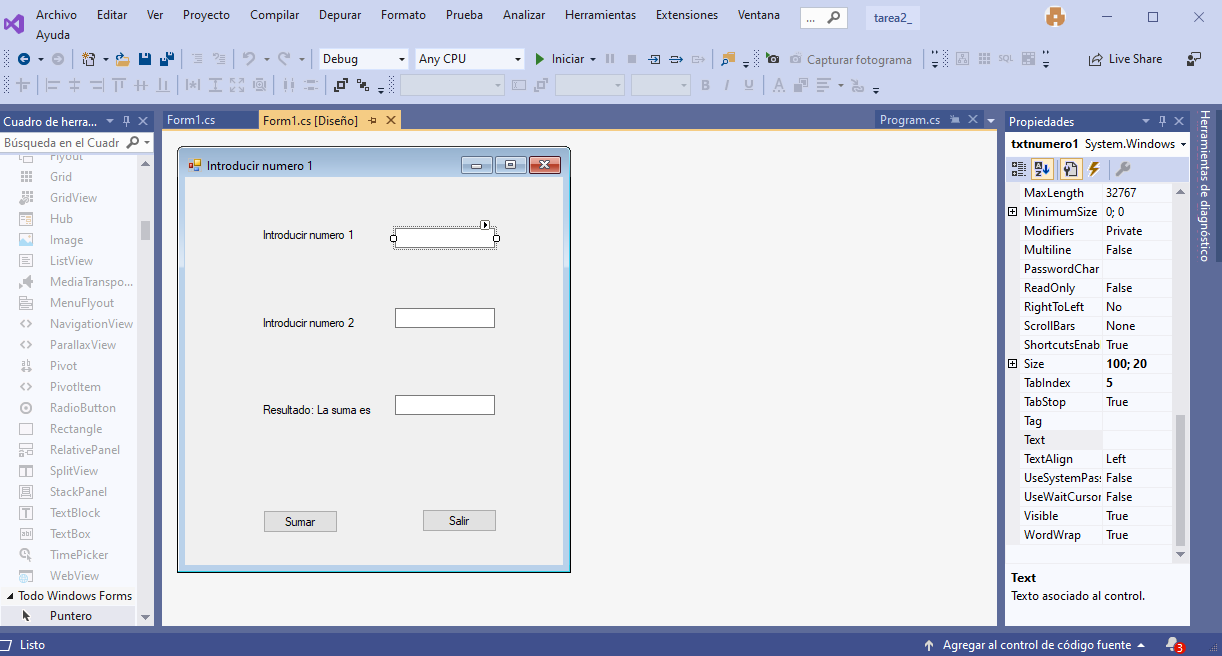 Archivo Editar Ver Proyecto Compilar Depurar Formato Prueba Analizar Herramientas Extensiones Ventana ... tarea2_
Ayuda
Debug Any CPU Iniciar Capturar fotograma SQL Live Share
B I U A
Cuadro de herra...
Búsqueda en el Cuadr
Flyout
Grid
GridView
Hub
Image
ListView
MediaTranspo...
MenuFlyout
NavigationView
ParallaxView
Pivot
PivotItem
RadioButton
Rectangle
RelativePanel
SplitView
StackPanel
TextBlock
TextBox
TimePicker
WebView
Todo Windows Forms
Puntero
Form1.cs Form1.cs [Diseño] Program.cs
Introducir numero 1
Introducir numero 1
Introducir numero 2
Resultado: La suma es
Sumar Salir
Propiedades
txtnumero1 System.Windows
MaxLength 32767
MinimumSize 0; 0
Modifiers Private
Multiline False
PasswordChar
ReadOnly False
RightToLeft No
ScrollBars None
ShortcutsEnab True
Size 100; 20
TabIndex 5
TabStop True
Tag
Text
TextAlign Left
UseSystemPas False
UseWaitCursor False
Visible True
WordWrap True
Text
Texto asociado al control.
Herramientas de diagnóstico
Listo Agregar al control de código fuente 3